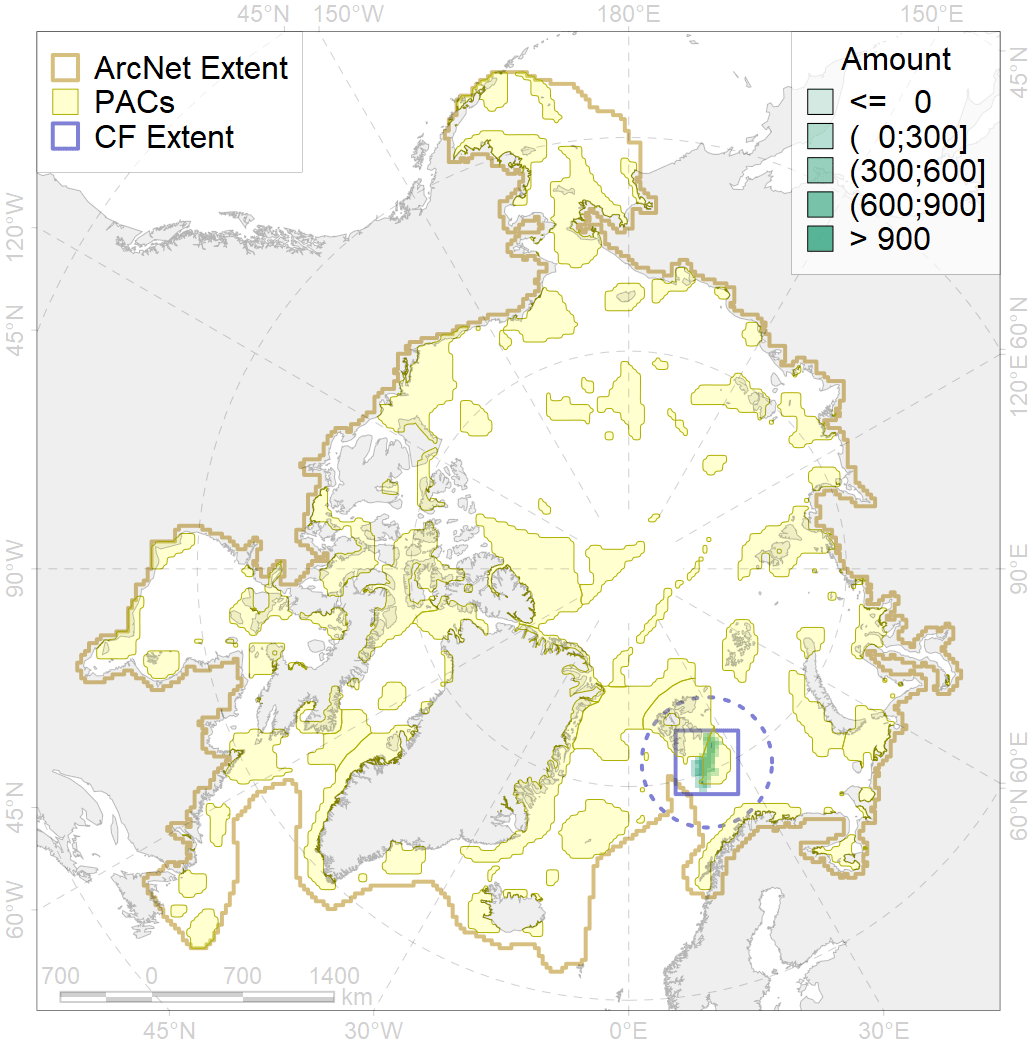 45°N 150°W 180°E 150°E
ArcNet Extent
PACs
CF Extent
Amount
<= 0
( 0;300]
(300;600]
(600;900]
> 900
45°N
120°W
45°N
90°W
45°N
60°W
60°N
120°E
90°E
60°E
60°N
700 0 700 1400
km
45°N 30°W 0°E 30°E